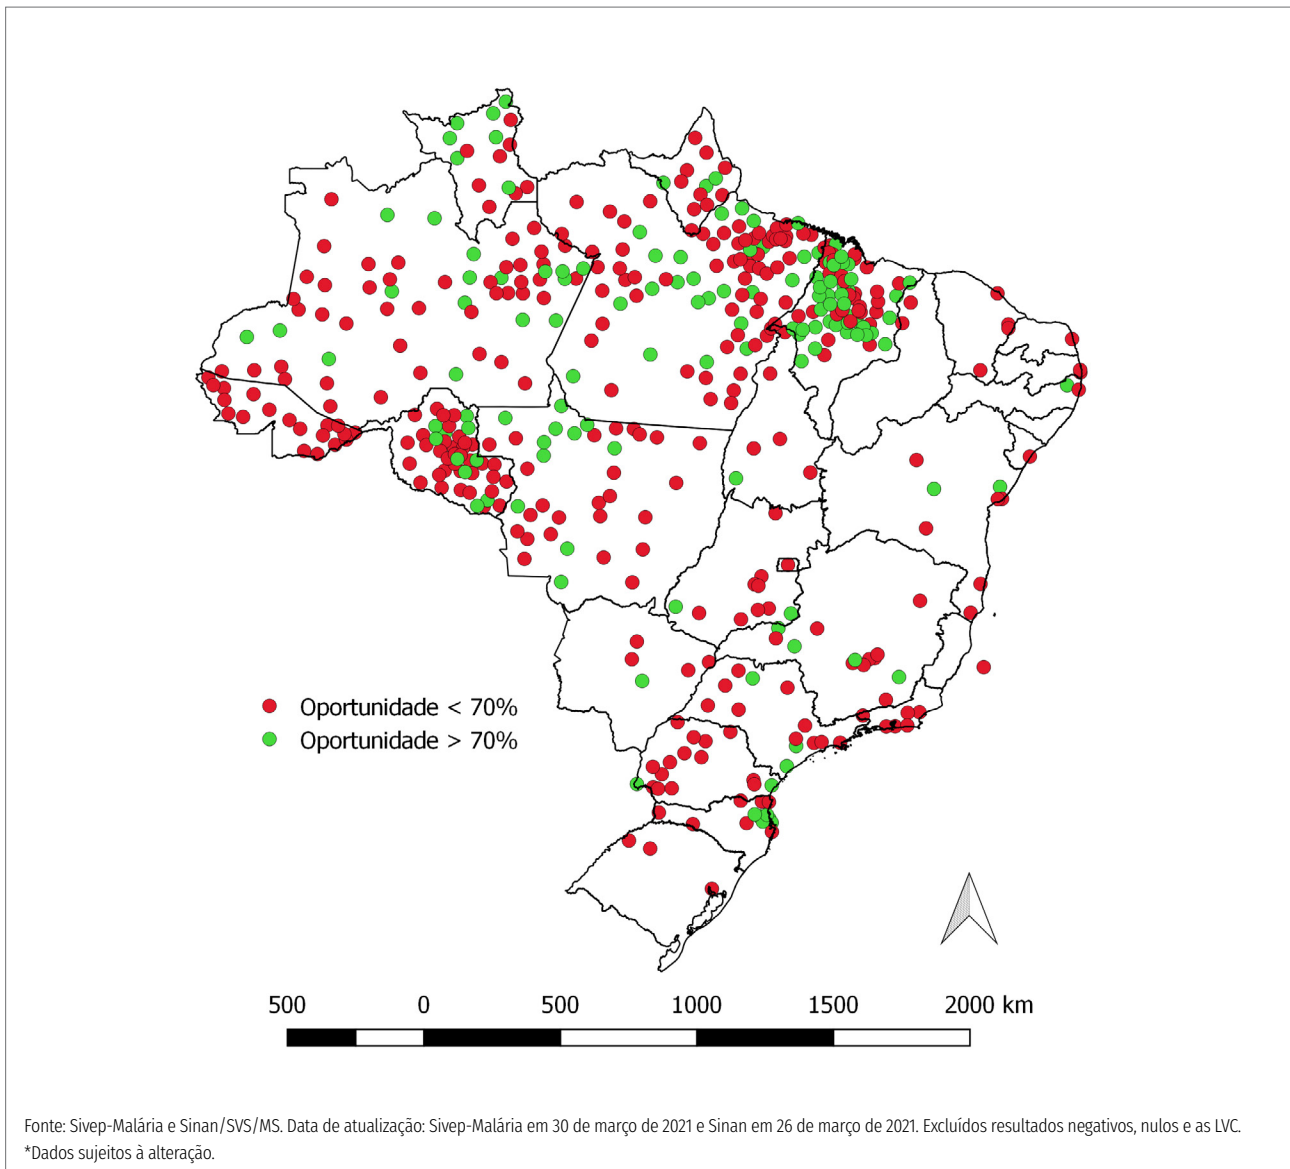 Oportunidade < 70%
Oportunidade > 70%
500 0 500 1000 1500 2000 km
Fonte: Sivep-Malária e Sinan/SVS/MS. Data de atualização: Sivep-Malária em 30 de março de 2021 e Sinan em 26 de março de 2021. Excluídos resultados negativos, nulos e as LVC.
*Dados sujeitos à alteração.